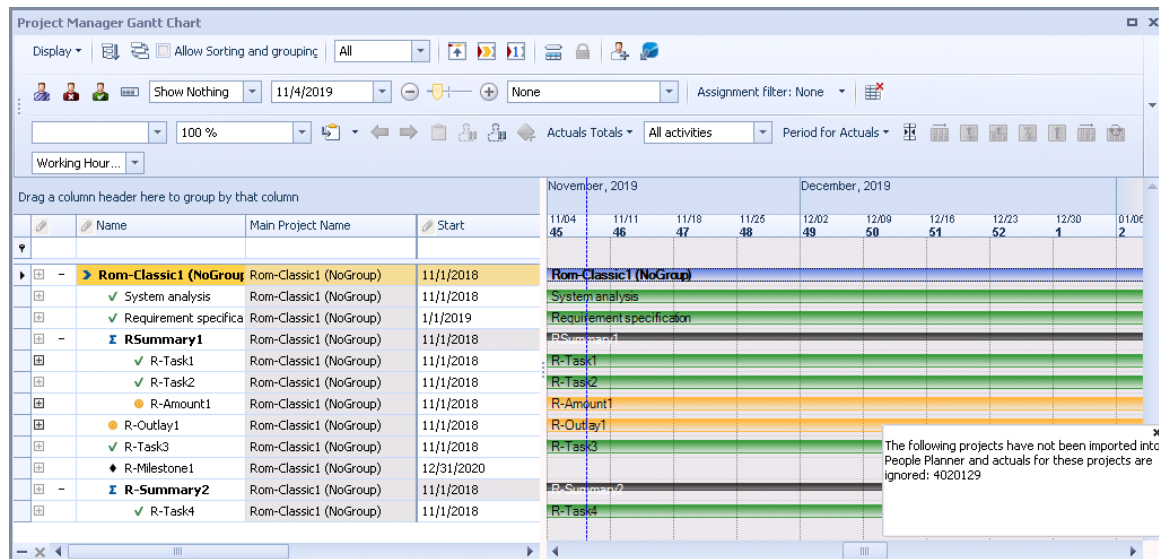 Project Manager Gantt Chart
Display Allow Sorting and grouping All
Show Nothing 11/4/2019 None Assignment filter: None
100 % Actuals Totals All activities Period for Actuals
Working Hour...
Drag a column header here to group by that column
November, 2019 December, 2019
Name Main Project Name Start
11/04 11/11 11/18 11/25 12/02 12/09 12/16 12/23 12/30 01/06
45 46 47 48 49 50 51 52 1 2
Rom-Classic1 (NoGroup Rom-Classic1 (NoGroup) 11/1/2018 Rom-Classic1 (NoGroup)
System analysis Rom-Classic1 (NoGroup) 11/1/2018 System analysis
Requirement specifica Rom-Classic1 (NoGroup) 1/1/2019 Requirement specification
Σ RSummary1 Rom-Classic1 (NoGroup) 11/1/2018 RSummary1
R-Task1 Rom-Classic1 (NoGroup) 11/1/2018 R-Task1
R-Task2 Rom-Classic1 (NoGroup) 11/1/2018 R-Task2
R-Amount1 Rom-Classic1 (NoGroup) 11/1/2018 R-Amount1
R-Outlay1 Rom-Classic1 (NoGroup) 11/1/2018 R-Outlay1
R-Task3 Rom-Classic1 (NoGroup) 11/1/2018 R-Task3
R-Milestone1 Rom-Classic1 (NoGroup) 12/31/2020
Σ R-Summary2 Rom-Classic1 (NoGroup) 11/1/2018 R-Summary2
R-Task4 Rom-Classic1 (NoGroup) 11/1/2018 R-Task4
The following projects have not been imported into
People Planner and actuals for these projects are
ignored: 4020129